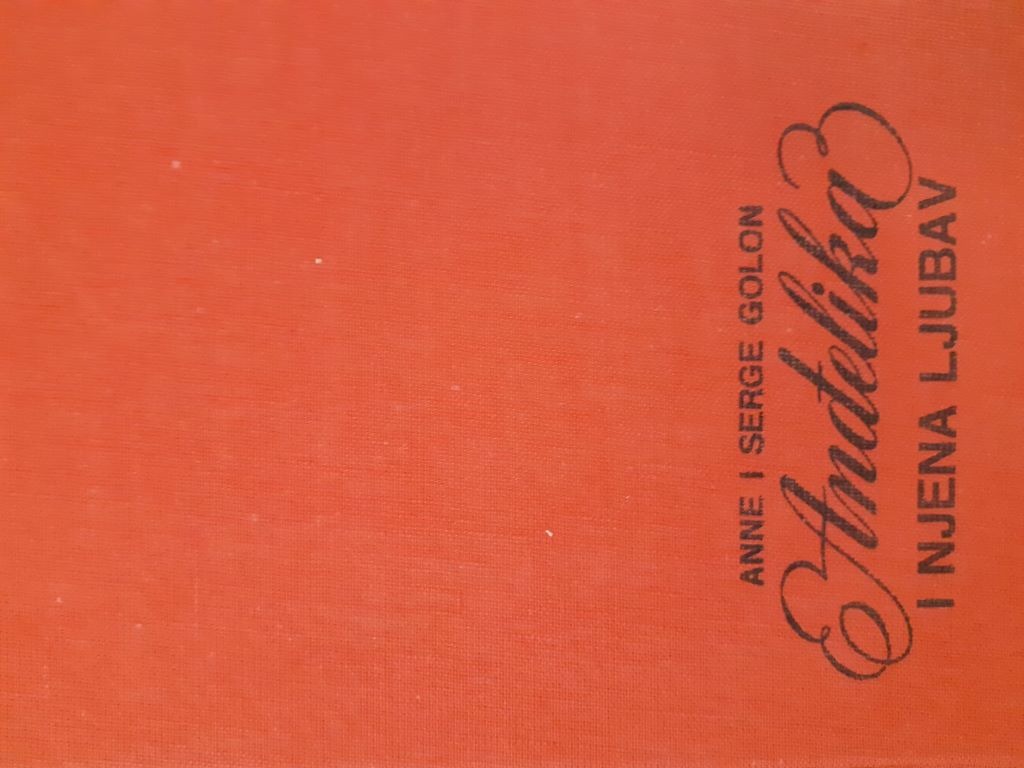 ANNE I SERGE GOLON
Anđelika
I NJENA LJUBAV